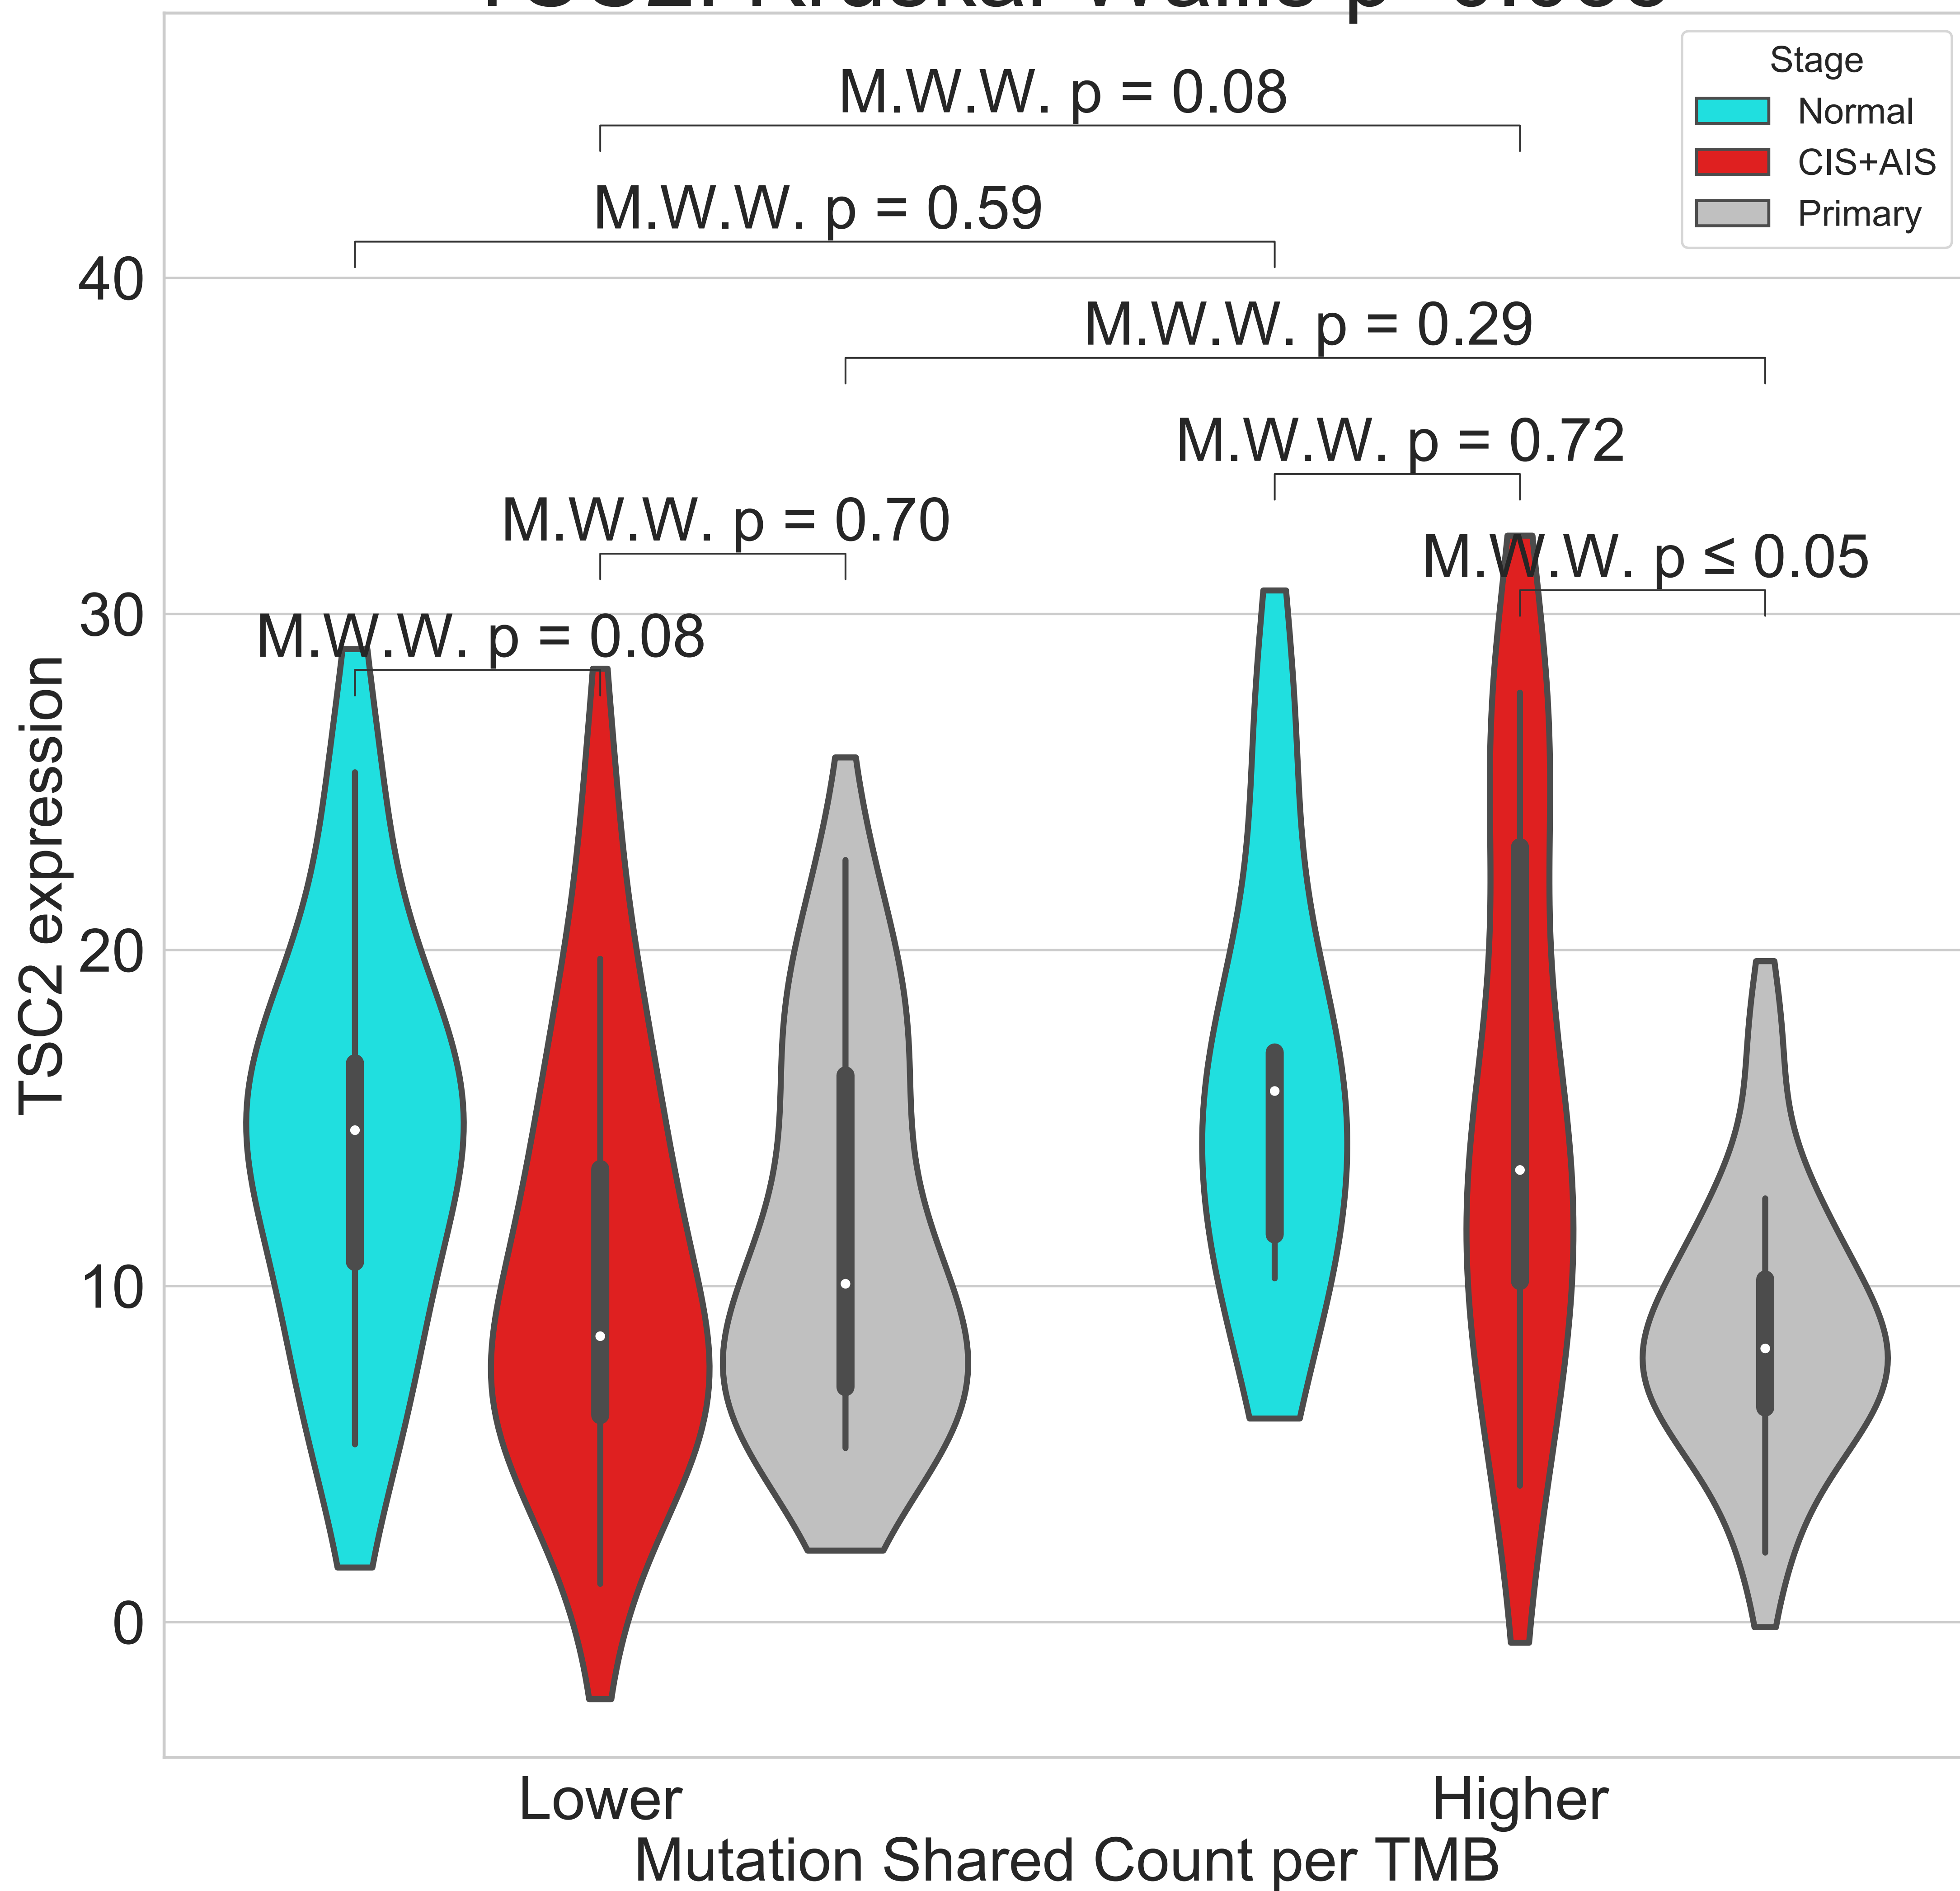 Stage
Normal
CIS+AIS
Primary
M.W.W. p = 0.08
M.W.W. p = 0.59
M.W.W. p = 0.29
M.W.W. p = 0.72
M.W.W. p = 0.70
M.W.W. p ≤ 0.05
M.W.W. p = 0.08
40
30
20
10
0
TSC2 expression
Lower
Higher
Mutation Shared Count per TMB